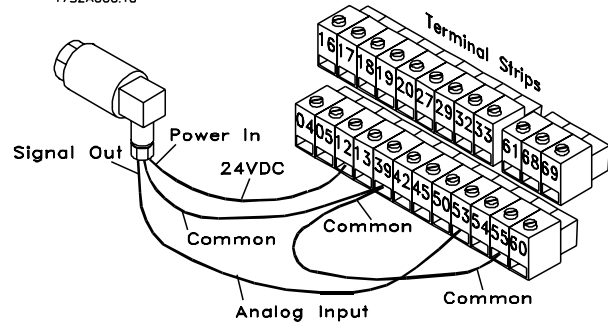 Terminal Strips
16 17 18 19 20 27 29 32 33 61 68 69
04 05 12 13 39 42 45 50 53 54 55 60
Power In
Signal Out
24VDC
Common
Common
Common
Analog Input